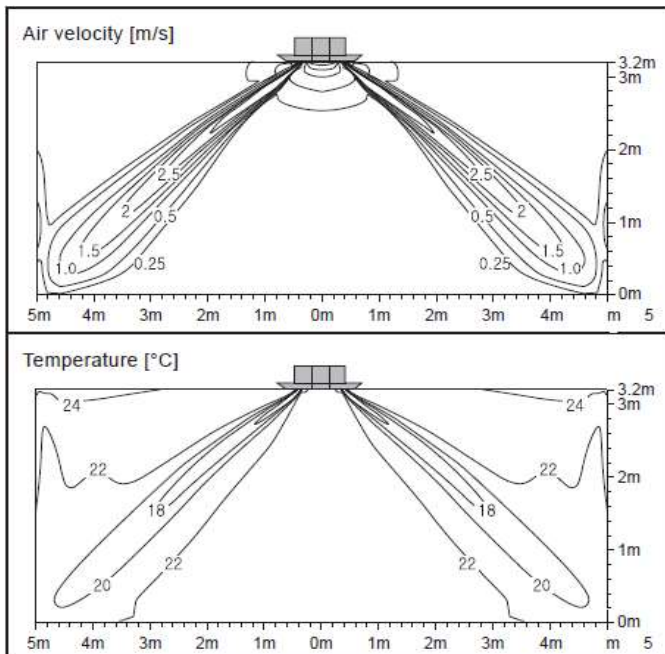 Air velocity [m/s]
3.2m
3m
2m
2.5 2.5
2 0.5 0.5 2
1m
1.5 1.5
1.0 0.25 0.25 1.0
0m
5m 4m 3m 2m 1m 0m 1m 2m 3m 4m m 5
Temperature [°C]
3.2m
24 24 3m
22 22
2m
18 18
1m
22 22
20 20
0m
5m 4m 3m 2m 1m 0m 1m 2m 3m 4m m 5